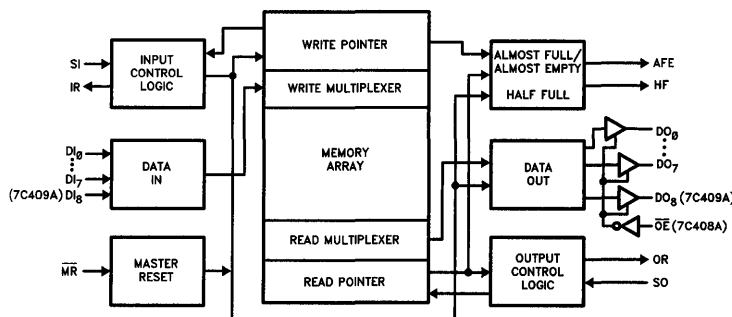 SI
IR
INPUT
CONTROL
LOGIC
WRITE POINTER
WRITE MULTIPLEXER
MEMORY
ARRAY
READ MULTIPLEXER
READ POINTER
ALMOST FULL/
ALMOST EMPTY
HALF FULL
AFE
HF
DI0
DI7
(7C409A) DI8
DATA
IN
DATA
OUT
DO0
DO7
DO8 (7C409A)
OE (7C408A)
MR
MASTER
RESET
OUTPUT
CONTROL
LOGIC
OR
SO